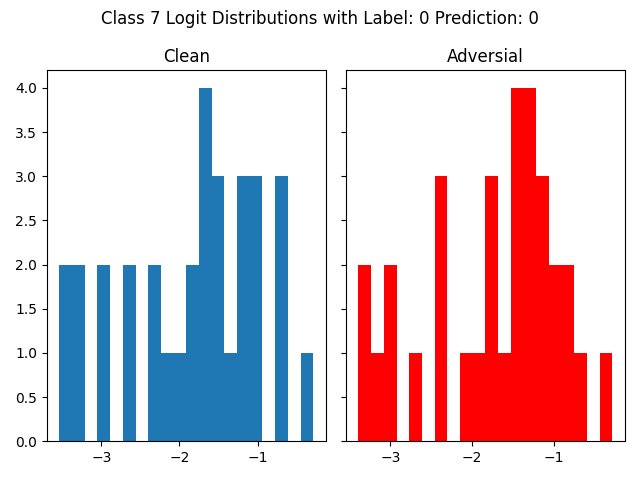 Class 7 Logit Distributions with Label: 0 Prediction: 0
Clean
Adversial
4.0
3.5
3.0
2.5
2.0
1.5
1.0
0.5
0.0
−3 −2 −1
−3 −2 −1